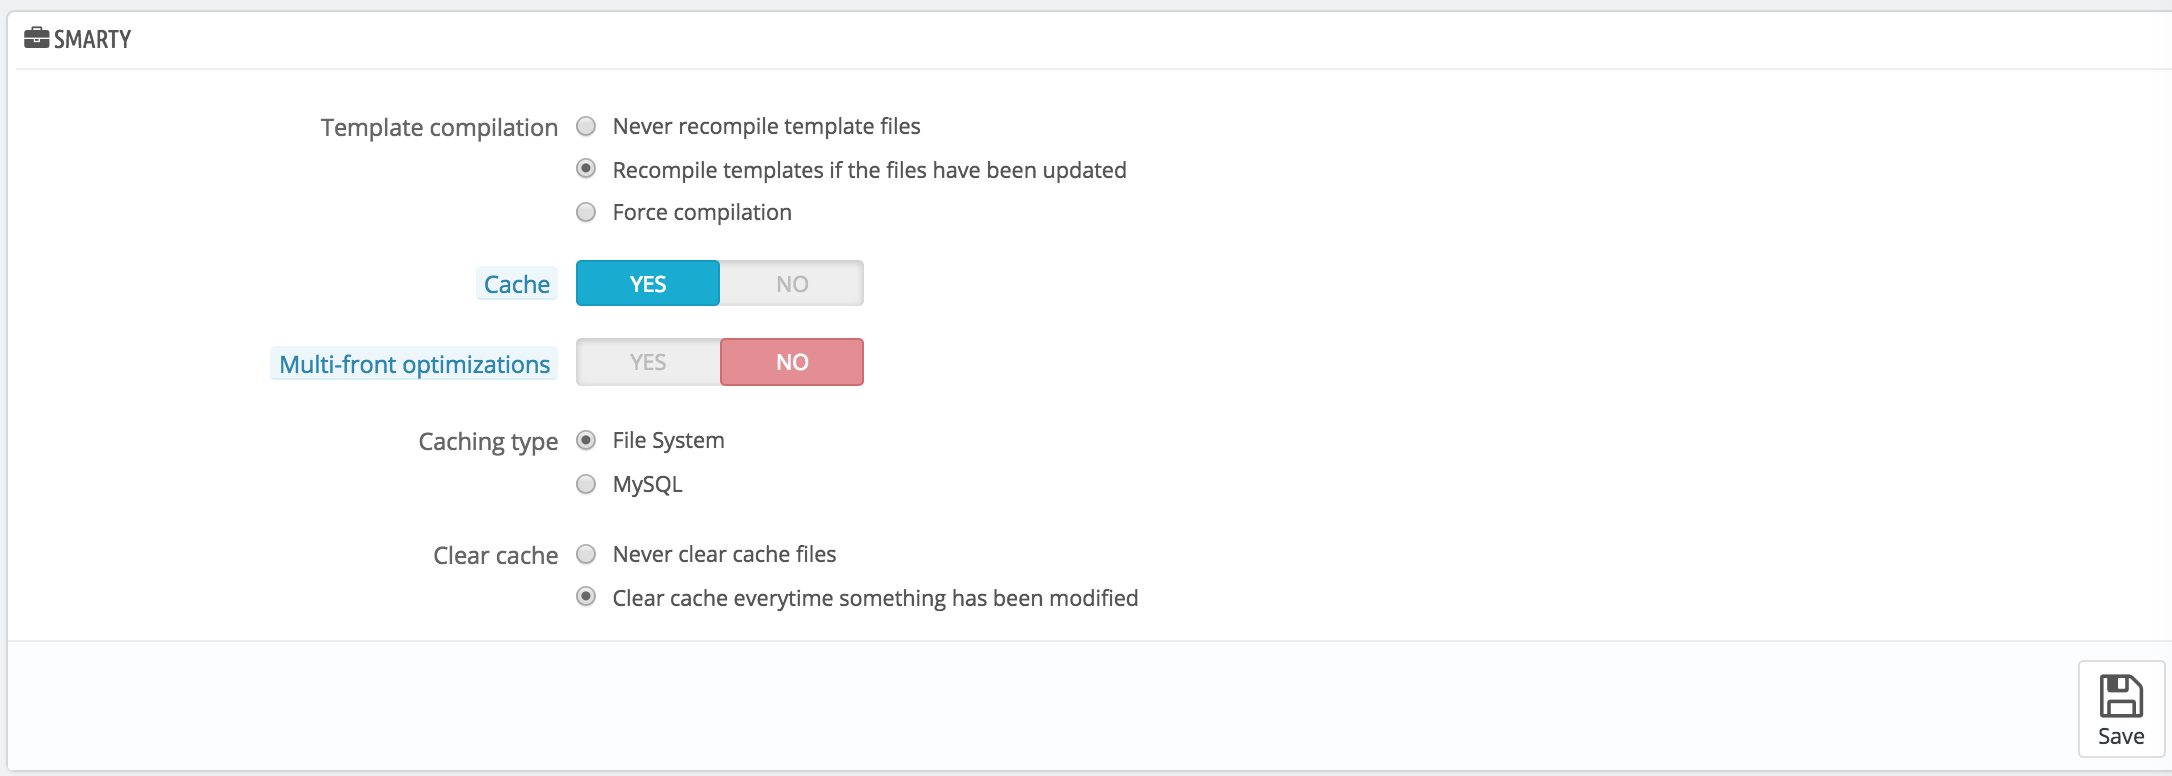 SMARTY
Template compilation
Never recompile template files
Recompile templates if the files have been updated
Force compilation
Cache
YES NO
Multi-front optimizations
YES NO
Caching type
File System
MySQL
Clear cache
Never clear cache files
Clear cache everytime something has been modified
Save